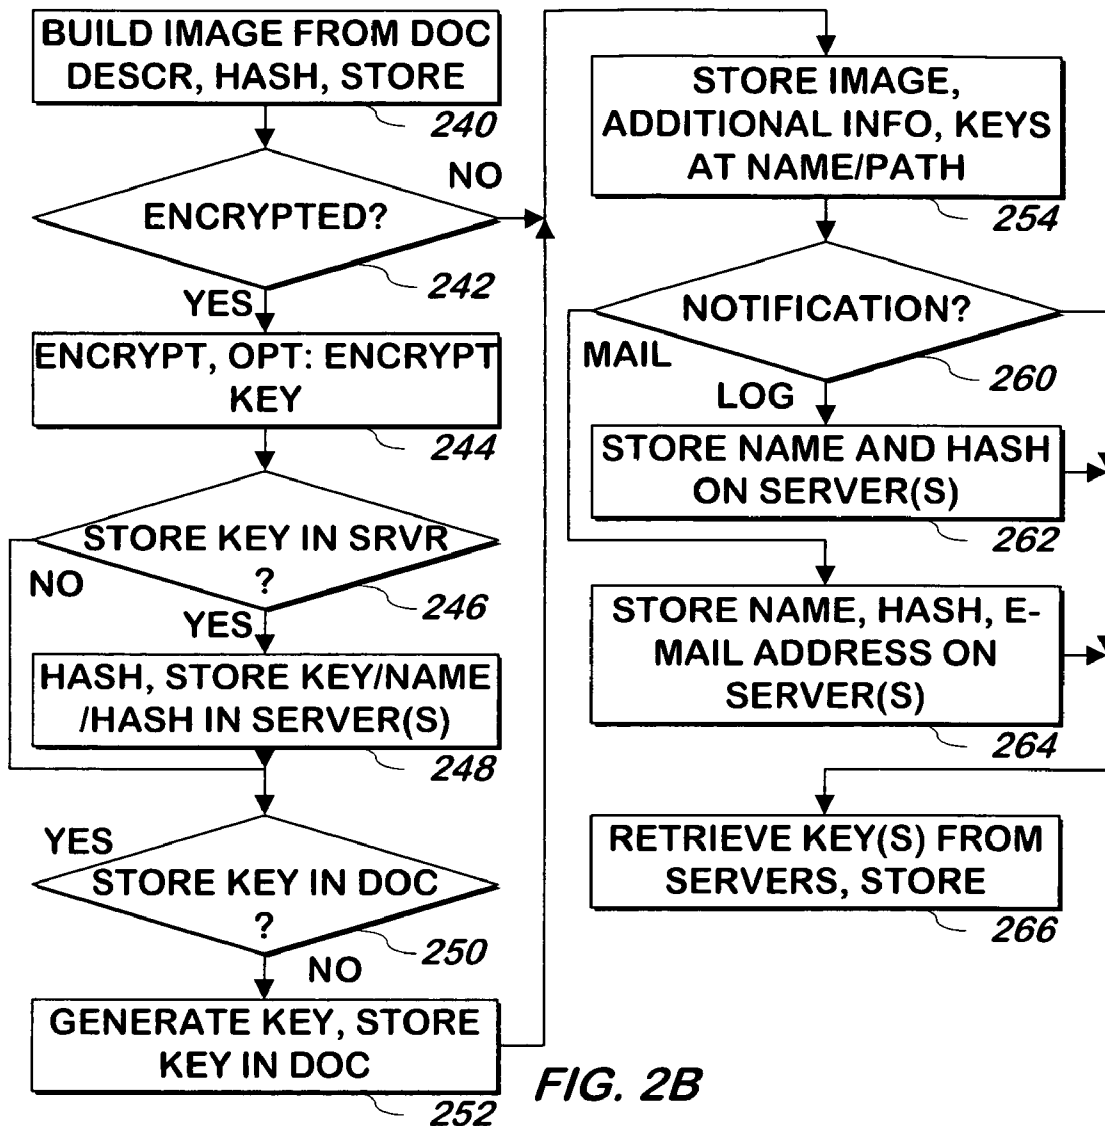 BUILD IMAGE FROM DOC
DESCR, HASH, STORE
240
NO
ENCRYPTED?
242
YES
ENCRYPT, OPT: ENCRYPT
KEY
244
STORE KEY IN SRVR
?
NO
246
YES
HASH, STORE KEY/NAME
/HASH IN SERVER(S)
248
YES
STORE KEY IN DOC
?
250
NO
GENERATE KEY, STORE
KEY IN DOC
252
STORE IMAGE,
ADDITIONAL INFO, KEYS
AT NAME/PATH
254
NOTIFICATION?
MAIL
260
LOG
STORE NAME AND HASH
ON SERVER(S)
262
STORE NAME, HASH, E-
MAIL ADDRESS ON
SERVER(S)
264
RETRIEVE KEY(S) FROM
SERVERS, STORE
266
FIG. 2B